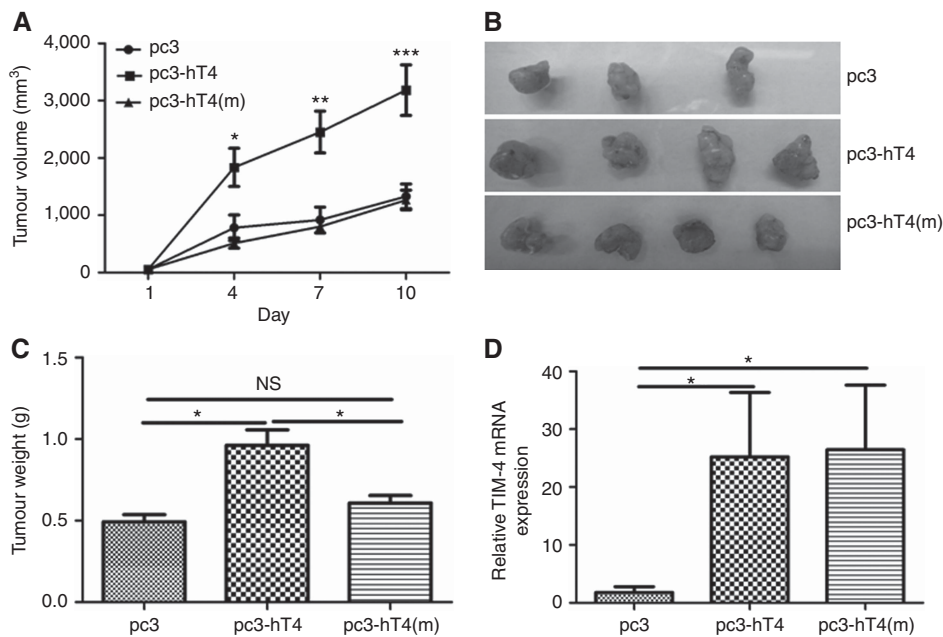 A
Tumour volume (mm³)
4,000
3,000
2,000
1,000
0
pc3
pc3-hT4
pc3-hT4(m)
*
**
***
1 4 7 10
Day
B
pc3
pc3-hT4
pc3-hT4(m)
C
Tumour weight (g)
1.5
1.0
0.5
0.0
NS
* *
pc3 pc3-hT4 pc3-hT4(m)
D
Relative TIM-4 mRNA
expression
40
30
20
10
0
*
*
pc3 pc3-hT4 pc3-hT4(m)